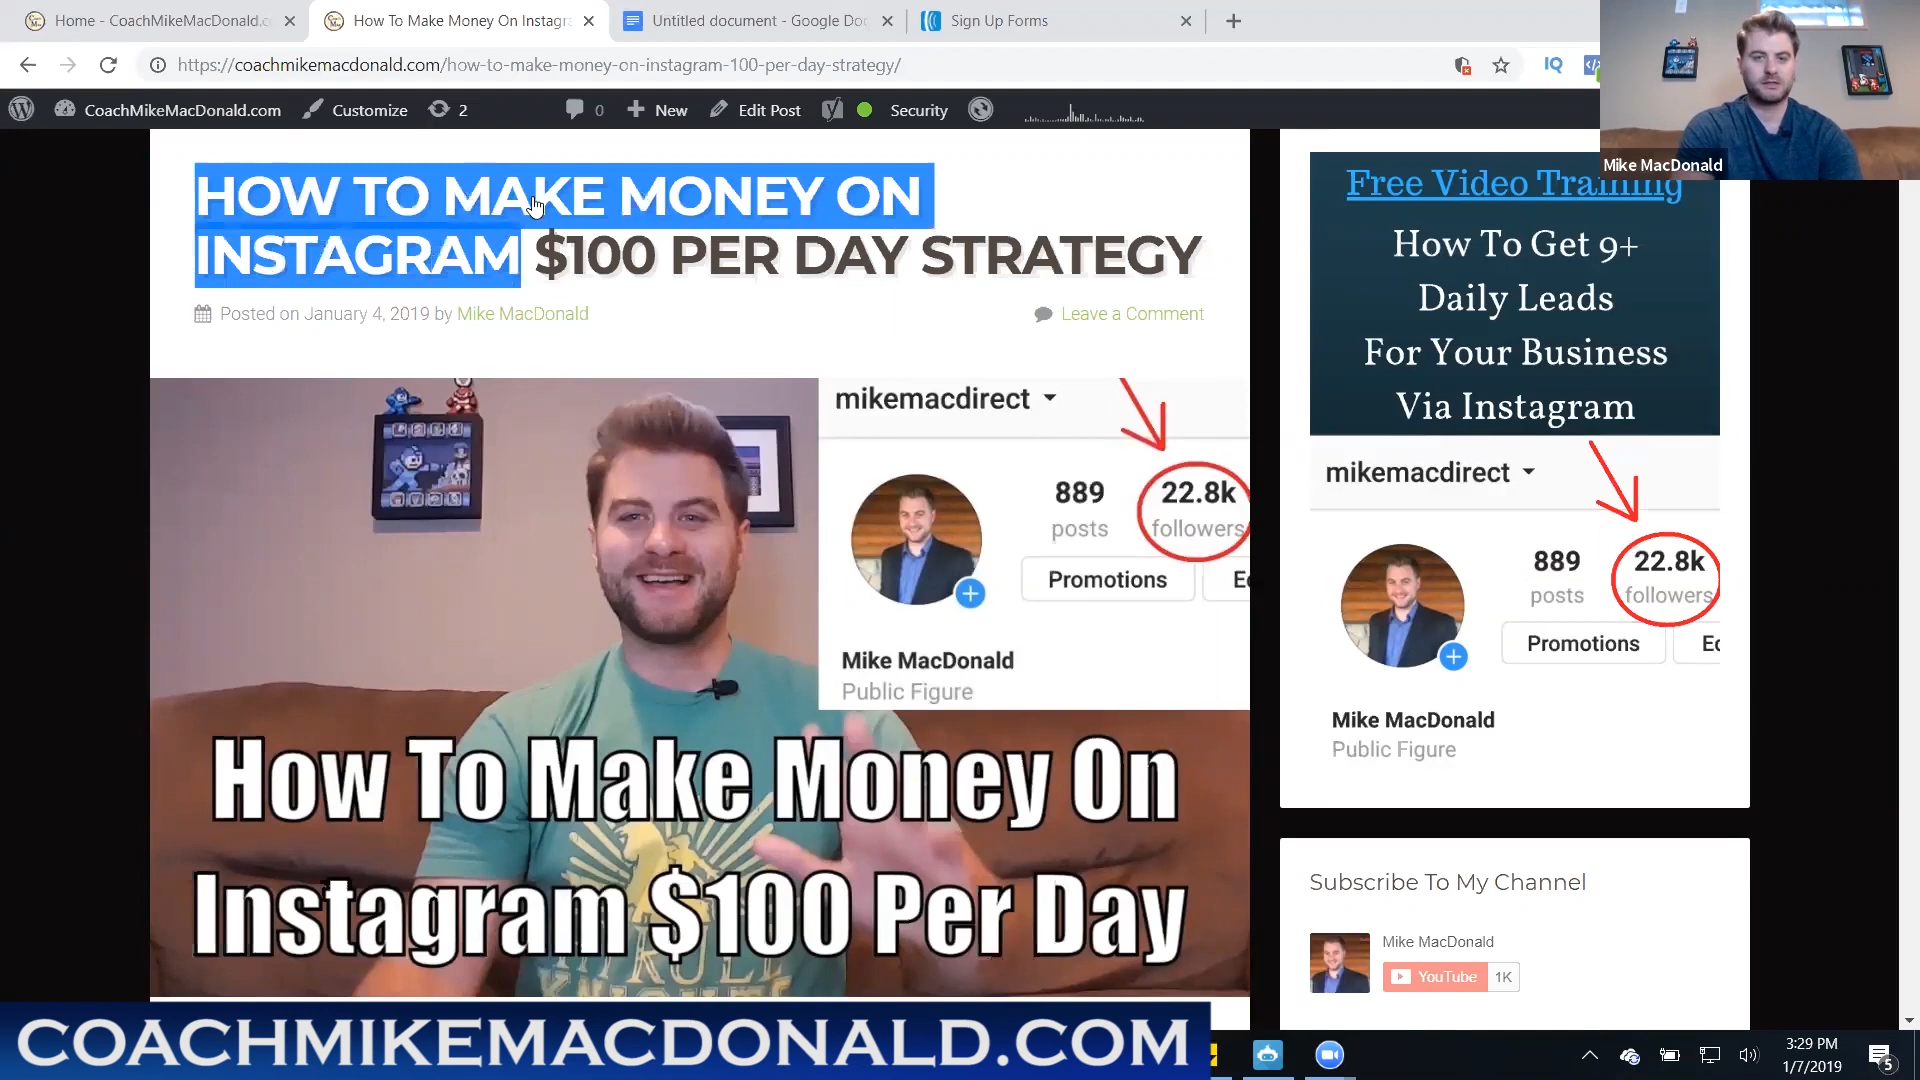 Home - CoachMikeMacDonald.c
How To Make Money On Instagr
Untitled document - Google Do
Sign Up Forms
https://coachmikemacdonald.com/how-to-make-money-on-instagram-100-per-day-strategy/
IQ
CoachMikeMacDonald.com
Customize
2
0
New
Edit Post
Security
Mike MacDonald
HOW TO MAKE MONEY ON
INSTAGRAM $100 PER DAY STRATEGY
Posted on January 4, 2019 by Mike MacDonald
Leave a Comment
mikemacdirect
889
posts
22.8k
followers
Promotions
Mike MacDonald
Public Figure
How To Make Money On
Instagram $100 Per Day
Free Video Training
How To Get 9+
Daily Leads
For Your Business
Via Instagram
mikemacdirect
889
posts
22.8k
followers
Promotions
Mike MacDonald
Public Figure
Subscribe To My Channel
Mike MacDonald
YouTube 1K
COACHMIKEMACDONALD.COM
3:29 PM
1/7/2019
5